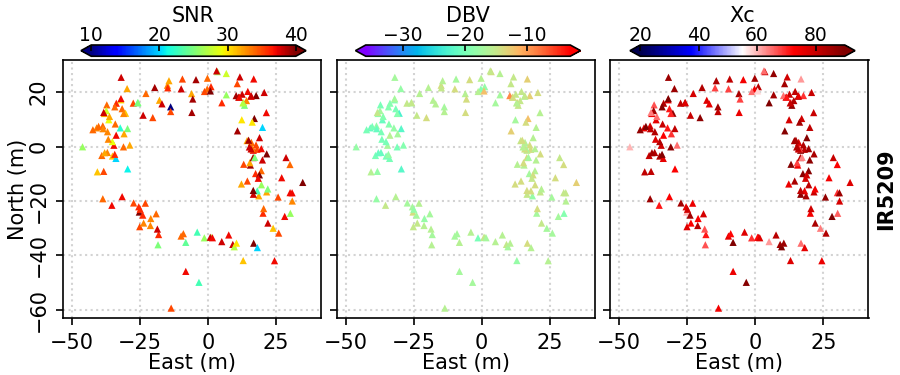 SNR DBV Xc
10 20 30 40 −30 −20 −10 20 40 60 80
North (m)
20
0
−20
−40
−60
IR5209
−50 −25 0 25 −50 −25 0 25 −50 −25 0 25
East (m) East (m) East (m)